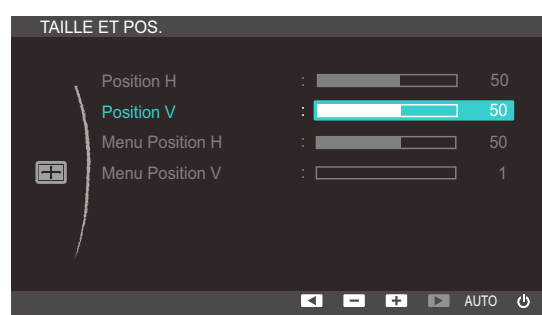 TAILLE ET POS.
Position H : 50
Position V : 50
Menu Position H : 50
Menu Position V : 1
AUTO